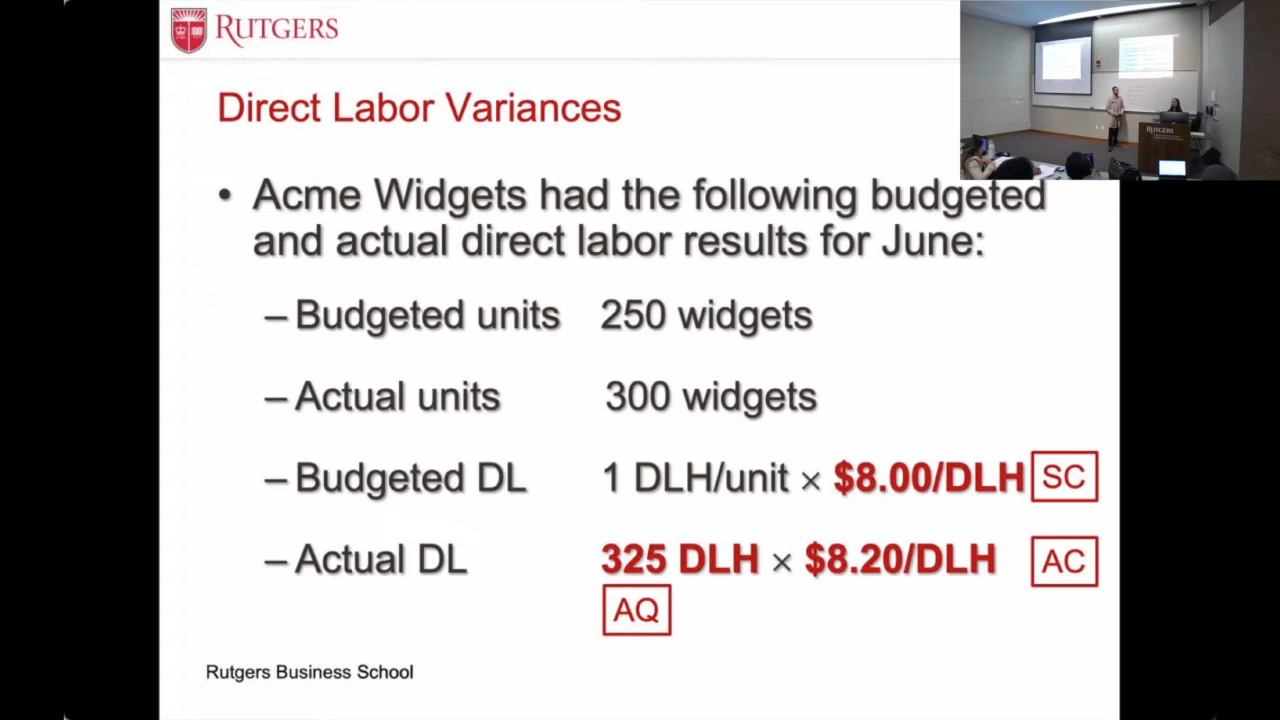 RUTGERS
Direct Labor Variances
• Acme Widgets had the following budgeted
and actual direct labor results for June:
– Budgeted units 250 widgets
– Actual units 300 widgets
– Budgeted DL 1 DLH/unit × $8.00/DLH SC
– Actual DL 325 DLH × $8.20/DLH AC
AQ
Rutgers Business School
RUTGERS